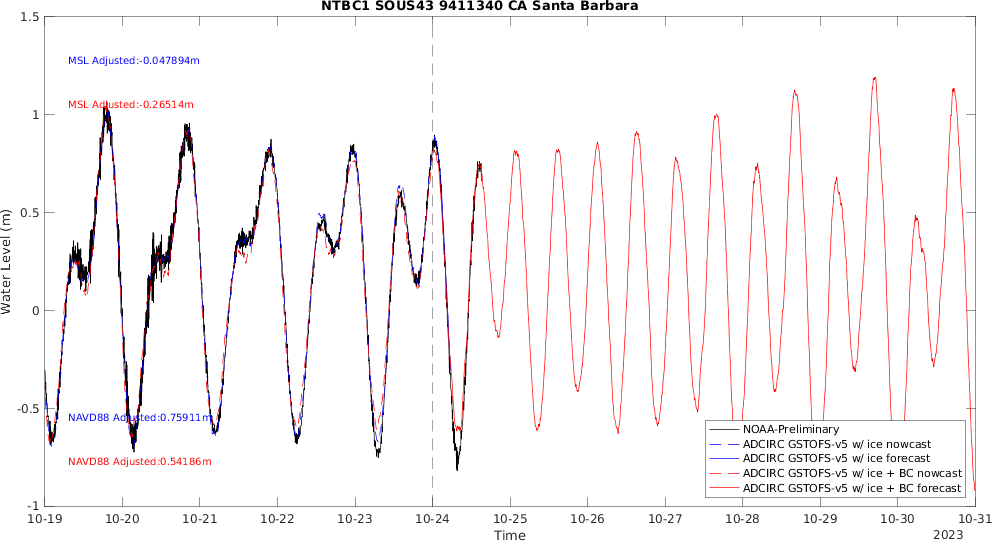 NTBC1 SOUS43 9411340 CA Santa Barbara
1.5
1
0.5
0
-0.5
-1
Water Level (m)
MSL Adjusted:-0.047894m
MSL Adjusted:-0.26514m
NAVD88 Adjusted:0.75911m
NAVD88 Adjusted:0.54186m
NOAA-Preliminary
ADCIRC GSTOFS-v5 w/ ice nowcast
ADCIRC GSTOFS-v5 w/ ice forecast
ADCIRC GSTOFS-v5 w/ ice + BC nowcast
ADCIRC GSTOFS-v5 w/ ice + BC forecast
10-19 10-20 10-21 10-22 10-23 10-24 10-25 10-26 10-27 10-28 10-29 10-30 10-31
Time
2023